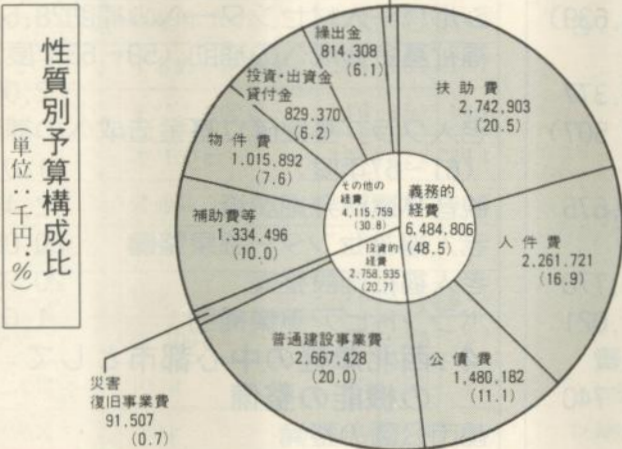 性質別予算構成比
（単位：千円・％）
繰出金
814,308
(6.1)
投資・出資金
貸付金
829,370
(6.2)
物件費
1,015,892
(7.6)
補助費等
1,334,496
(10.0)
災害
復旧事業費
91,507
(0.7)
普通建設事業費
2,667,428
(20.0)
公債費
1,480,182
(11.1)
人件費
2,261,721
(16.9)
扶助費
2,742,903
(20.5)
その他の
経費
4,115,759
(30.8)
義務的
経費
6,484,806
(48.5)
投資的
経費
2,758,935
(20.7)